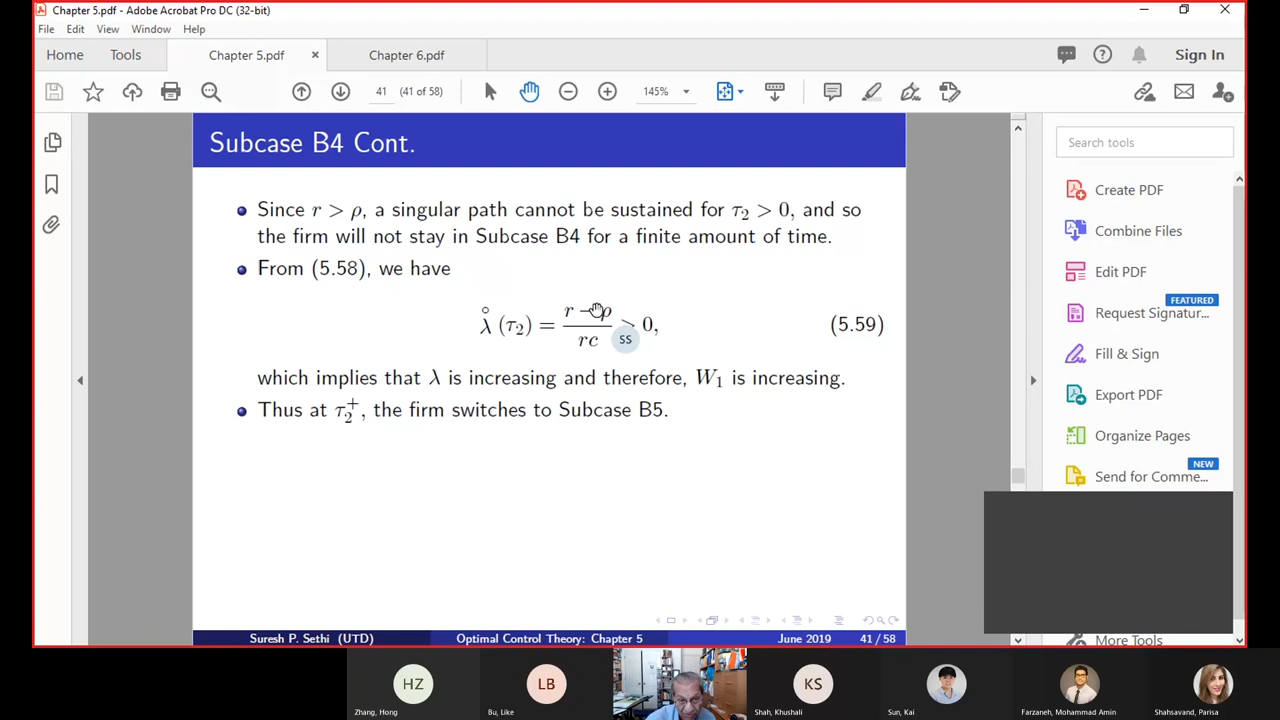 Chapter 5.pdf - Adobe Acrobat Pro DC (32-bit)
File Edit View Window Help
Home Tools Chapter 5.pdf × Chapter 6.pdf Sign In
41 (41 of 58) 145%
Subcase B4 Cont.
Since r > ρ, a singular path cannot be sustained for τ₂ > 0, and so
the firm will not stay in Subcase B4 for a finite amount of time.
From (5.58), we have
λ̊ (τ₂) = (r − ρ)/rc > 0, (5.59)
ss
which implies that λ is increasing and therefore, W₁ is increasing.
Thus at τ₂⁺, the firm switches to Subcase B5.
Suresh P. Sethi (UTD) Optimal Control Theory: Chapter 5 June 2019 41 / 58
Search tools
Create PDF
Combine Files
Edit PDF
FEATURED
Request Signatur...
Fill & Sign
Export PDF
Organize Pages
NEW
Send for Comme...
More Tools
HZ LB KS
Zhang, Hong Bu, Like Shah, Khushali Sun, Kai Farzaneh, Mohammad Amin Shahsavand, Parisa